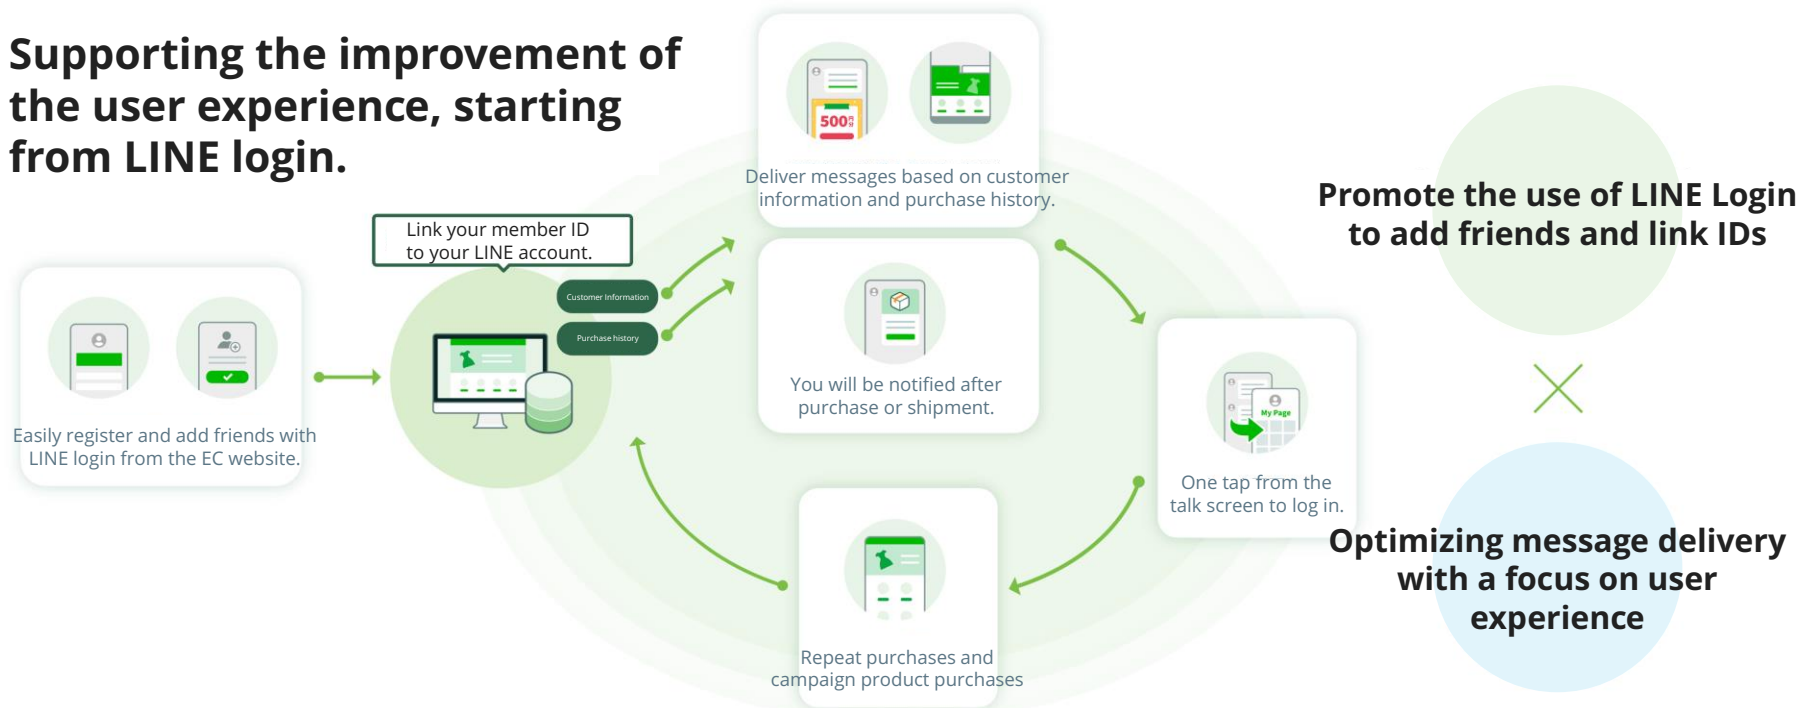 Supporting the improvement of
the user experience, starting
from LINE login.
Easily register and add friends with
LINE login from the EC website.
Link your member ID
to your LINE account.
Customer Information
Purchase history
500
Deliver messages based on customer
information and purchase history.
You will be notified after
purchase or shipment.
My Page
One tap from the
talk screen to log in.
Repeat purchases and
campaign product purchases
Promote the use of LINE Login
to add friends and link IDs
Optimizing message delivery
with a focus on user
experience